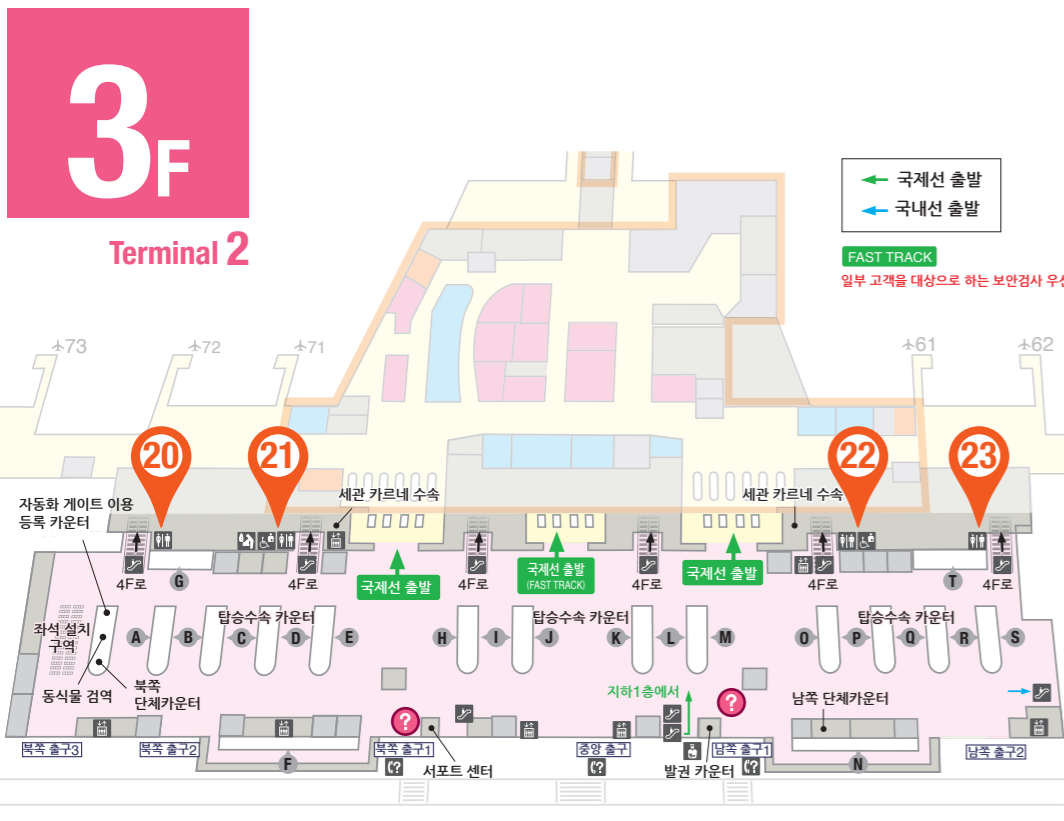 3F
Terminal 2
국제선 출발
국내선 출발
FAST TRACK
일부 고객을 대상으로 하는 보안검사 우선
73
72
71
61
62
20
21
22
23
자동화 게이트 이용
등록 카운터
세관 카르네 수속
세관 카르네 수속
4F로
G
4F로
국제선 출발
4F로
국제선 출발
(FAST TRACK)
4F로
국제선 출발
4F로
T
4F로
좌석 설치
구역
탑승수속 카운터
탑승수속 카운터
탑승수속 카운터
A
B
C
D
E
H
I
J
K
L
M
O
P
Q
R
S
동식물 검역
북쪽
단체카운터
지하1층에서
남쪽 단체카운터
?
?
북쪽 출구3
북쪽 출구2
F
북쪽 출구1
서포트 센터
중앙 출구
발권 카운터
남쪽 출구1
N
남쪽 출구2
?
?
?